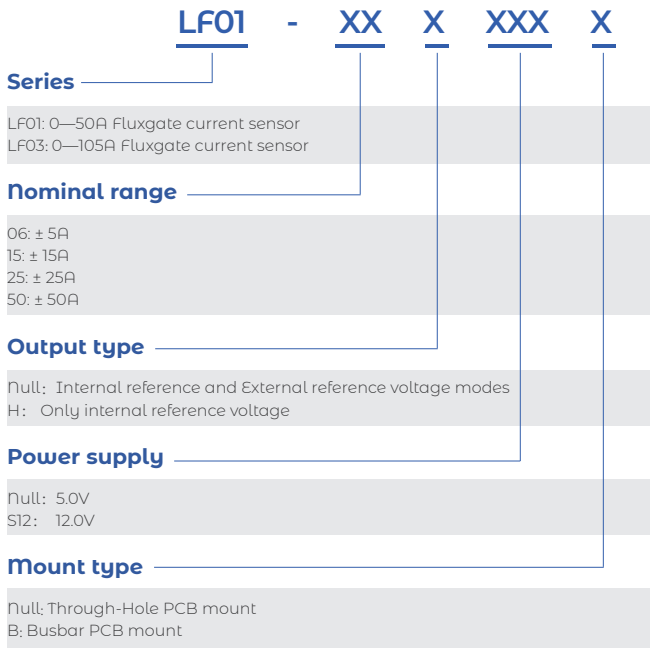 LF01 - XX X XXX X
Series
LF01: 0—50A Fluxgate current sensor
LF03: 0—105A Fluxgate current sensor
Nominal range
06: ± 5A
15: ± 15A
25: ± 25A
50: ± 50A
Output type
Null: Internal reference and External reference voltage modes
H: Only internal reference voltage
Power supply
Null: 5.0V
S12: 12.0V
Mount type
Null: Through-Hole PCB mount
B: Busbar PCB mount